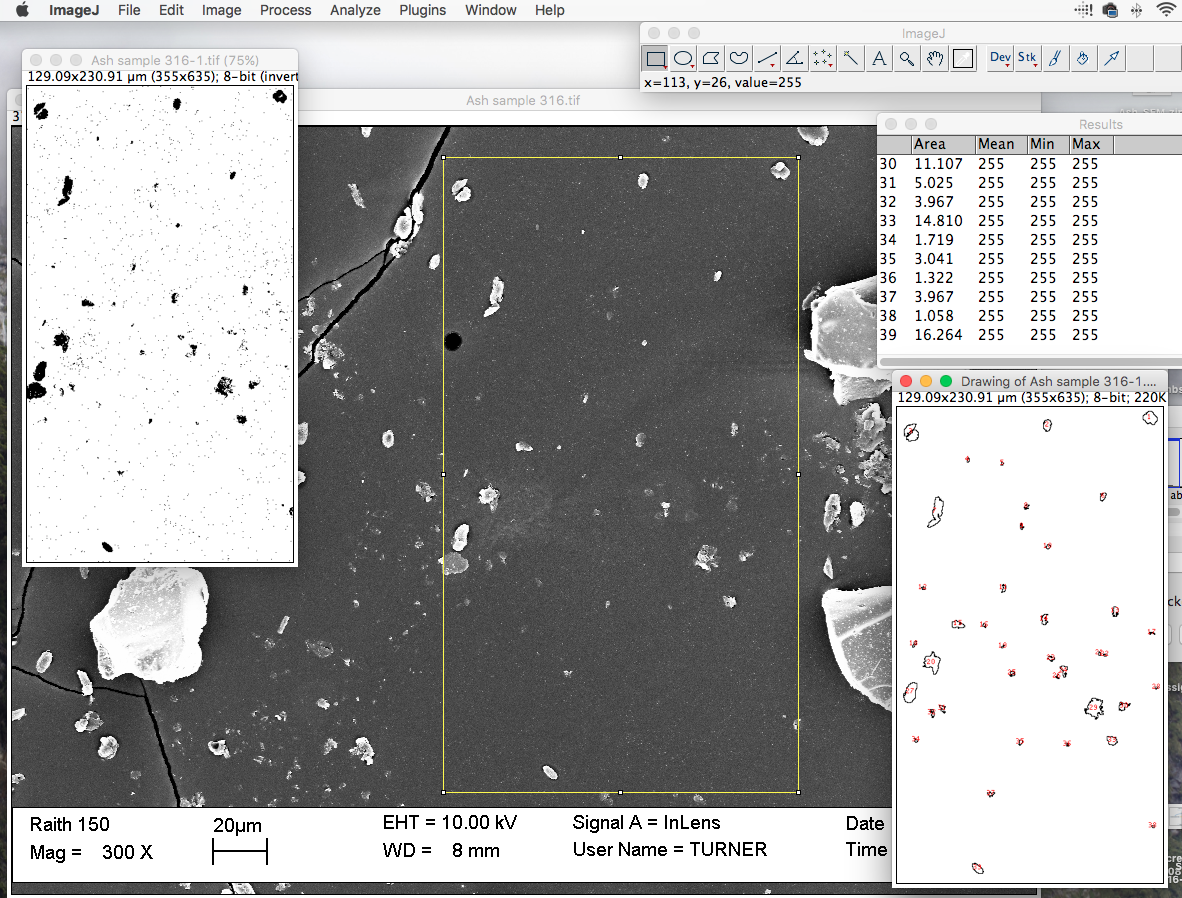 ImageJ File Edit Image Process Analyze Plugins Window Help
ImageJ
Dev Stk
x=113, y=26, value=255
Ash sample 316-1.tif (75%)
129.09x230.91 µm (355x635); 8-bit (invert
Ash sample 316.tif
3
Results
Area Mean Min Max
30 11.107 255 255 255
31 5.025 255 255 255
32 3.967 255 255 255
33 14.810 255 255 255
34 1.719 255 255 255
35 3.041 255 255 255
36 1.322 255 255 255
37 3.967 255 255 255
38 1.058 255 255 255
39 16.264 255 255 255
Drawing of Ash sample 316-1....
129.09x230.91 µm (355x635); 8-bit; 220K
20
29
Raith 150
Mag = 300 X
20µm
EHT = 10.00 kV
WD = 8 mm
Signal A = InLens
User Name = TURNER
Date
Time